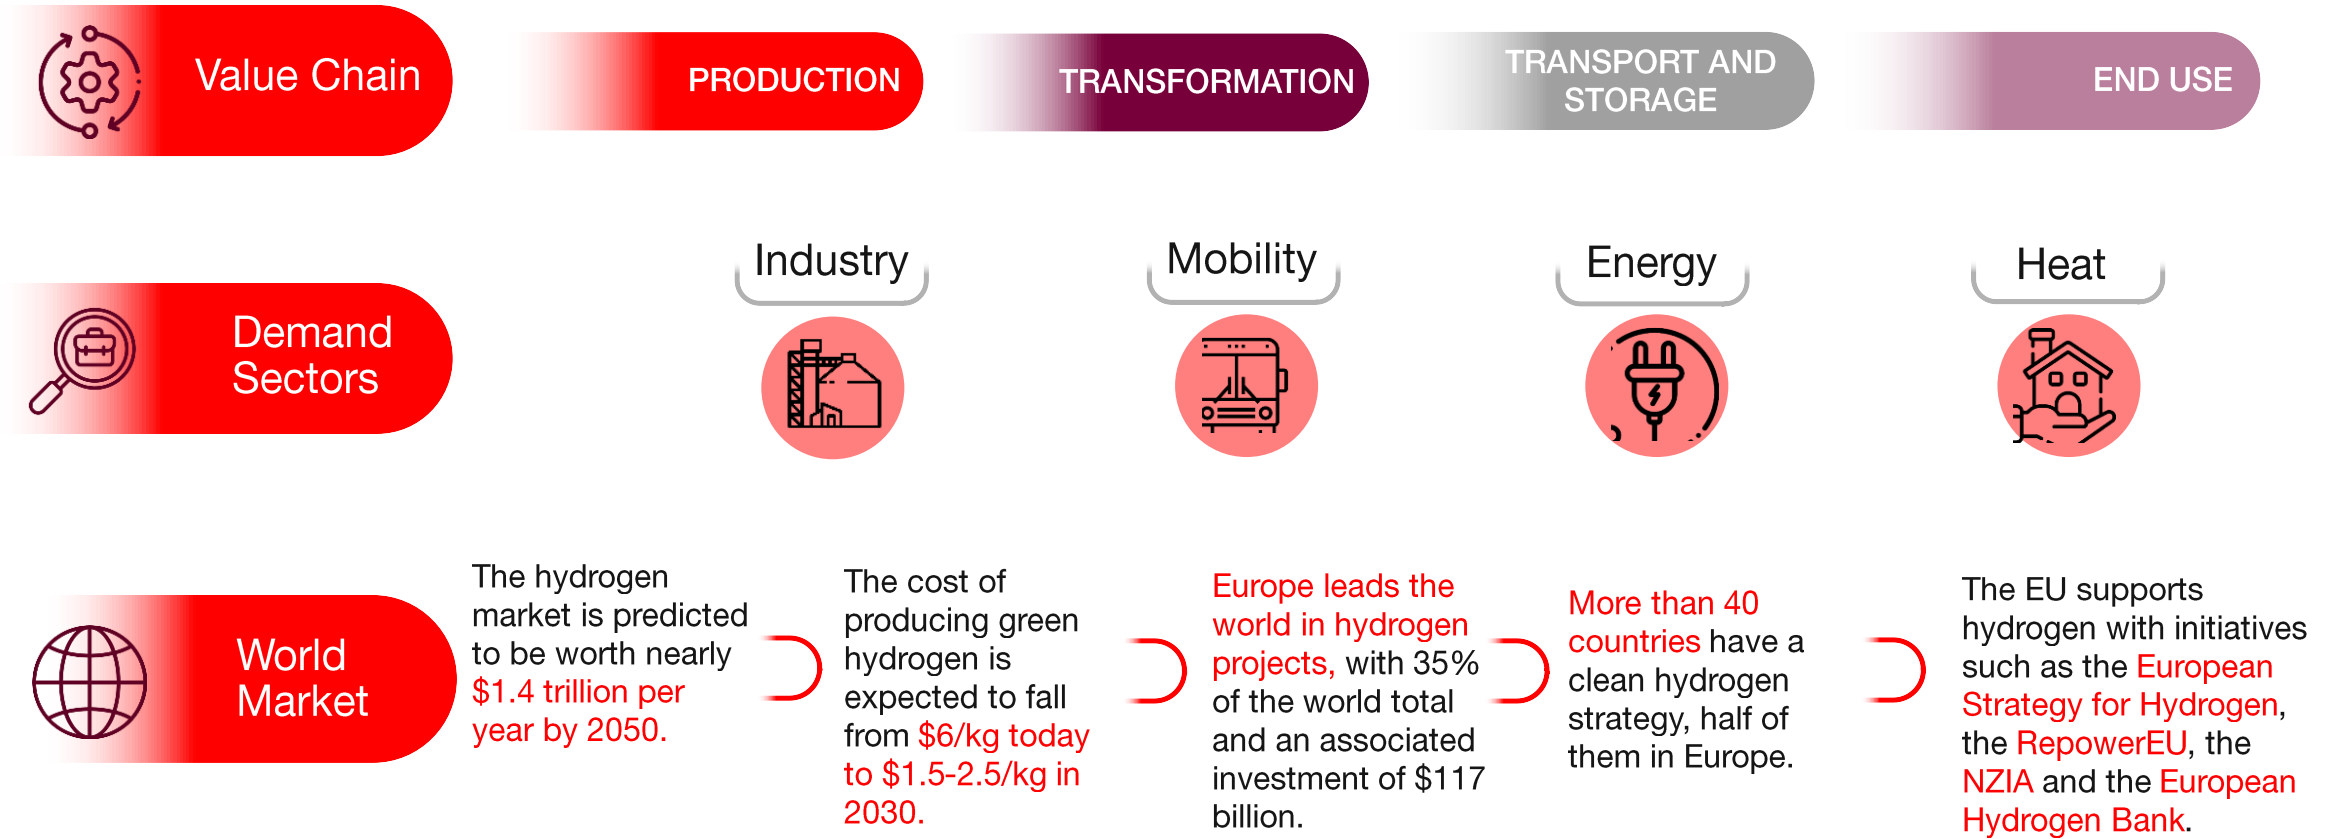 Value Chain
PRODUCTION
TRANSFORMATION
TRANSPORT AND
STORAGE
END USE
Demand
Sectors
Industry
Mobility
Energy
Heat
World
Market
The hydrogen
market is predicted
to be worth nearly
$1.4 trillion per
year by 2050.
The cost of
producing green
hydrogen is
expected to fall
from $6/kg today
to $1.5-2.5/kg in
2030.
Europe leads the
world in hydrogen
projects, with 35%
of the world total
and an associated
investment of $117
billion.
More than 40
countries have a
clean hydrogen
strategy, half of
them in Europe.
The EU supports
hydrogen with initiatives
such as the European
Strategy for Hydrogen,
the RepowerEU, the
NZIA and the European
Hydrogen Bank.